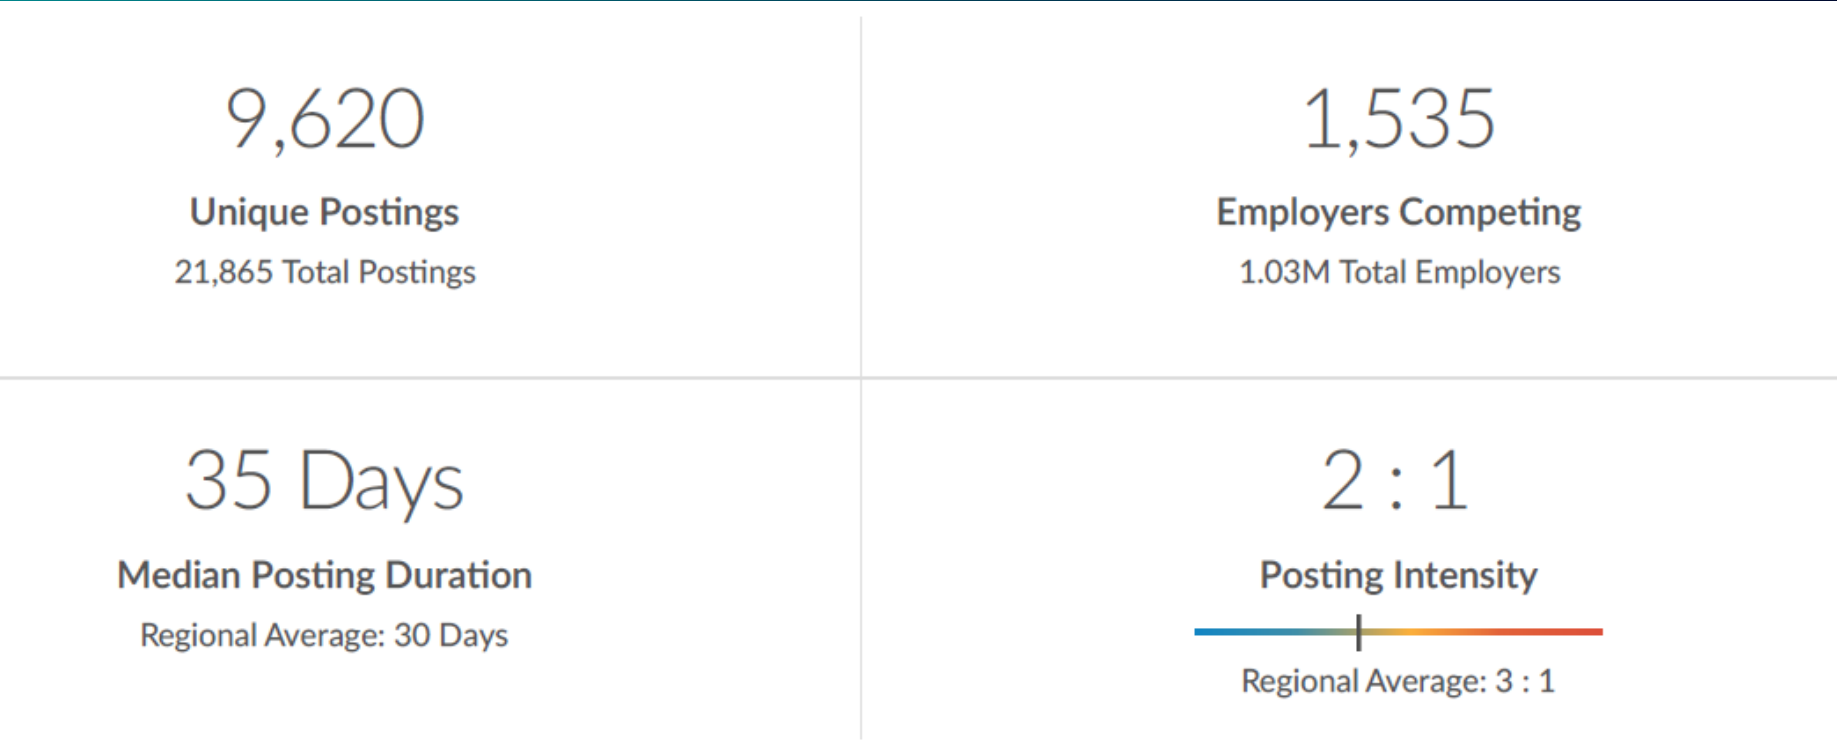 9,620
Unique Postings
21,865 Total Postings
1,535
Employers Competing
1.03M Total Employers
35 Days
Median Posting Duration
Regional Average: 30 Days
2 : 1
Posting Intensity
Regional Average: 3 : 1